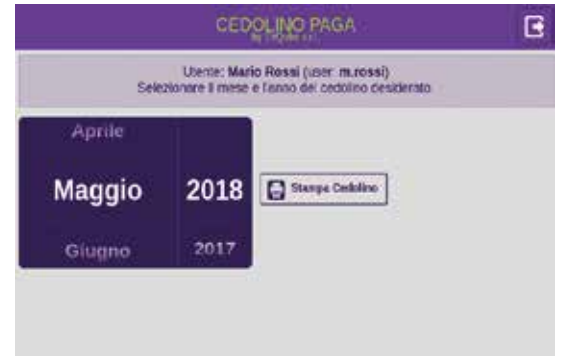 CEDOLINO PAGA
Utente: Mario Rossi (user: m.rossi)
Selezionare il mese e l'anno del cedolino desiderato.
Aprile
Maggio 2018
Stampa Cedolino
Giugno 2017